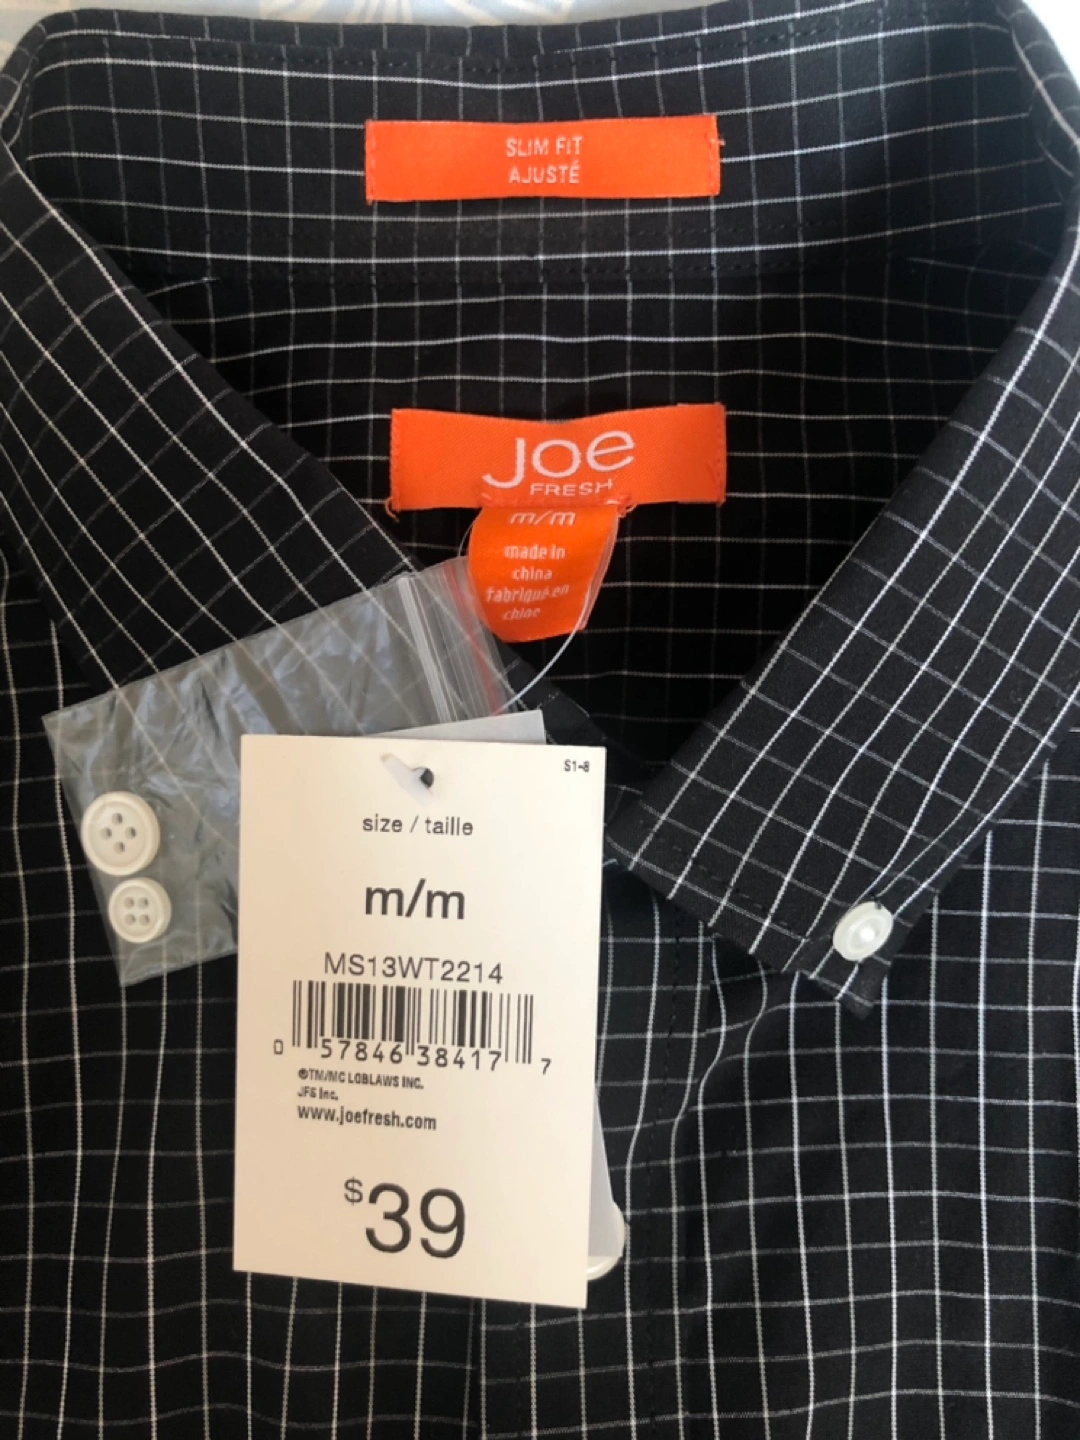 SLIM FIT
AJUSTÉ
Joe
FRESH
m/m
made in
china
fabriqué en
chine
S1-8
size / taille
m/m
MS13WT2214
0 57846 38417 7
©TM/MC LOBLAWS INC.
JFS Inc.
www.joefresh.com
$39